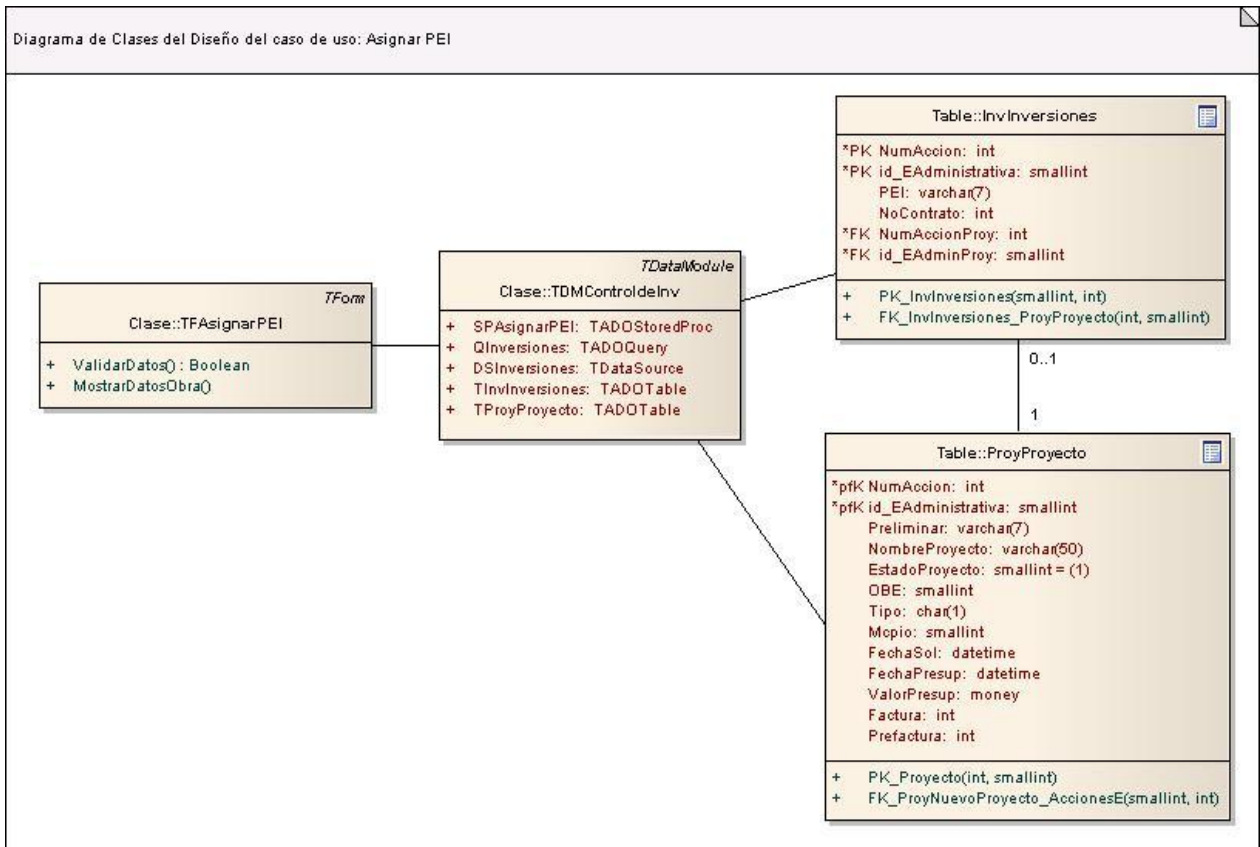 Diagrama de Clases del Diseño del caso de uso: Asignar PEI
Table::InvInversiones
*PK NumAccion: int
*PK id_EAdministrativa: smallint
PEI: varchar(7)
NoContrato: int
*FK NumAccionProy: int
*FK id_EAdminProy: smallint
+ PK_InvInversiones(smallint, int)
+ FK_InvInversiones_ProyProyecto(int, smallint)
TDataModule
Clase::TDMControldeInv
+ SPAsignarPEI: TADOStoredProc
+ QInversiones: TADOQuery
+ DSInversiones: TDataSource
+ TInvInversiones: TADOTable
+ TProyProyecto: TADOTable
TForm
Clase::TFAsignarPEI
+ ValidarDatos() : Boolean
+ MostrarDatosObra()
0..1
1
Table::ProyProyecto
*pfK NumAccion: int
*pfK id_EAdministrativa: smallint
Preliminar: varchar(7)
NombreProyecto: varchar(50)
EstadoProyecto: smallint = (1)
OBE: smallint
Tipo: char(1)
Mcpio: smallint
FechaSol: datetime
FechaPresup: datetime
ValorPresup: money
Factura: int
Prefactura: int
+ PK_Proyecto(int, smallint)
+ FK_ProyNuevoProyecto_AccionesE(smallint, int)